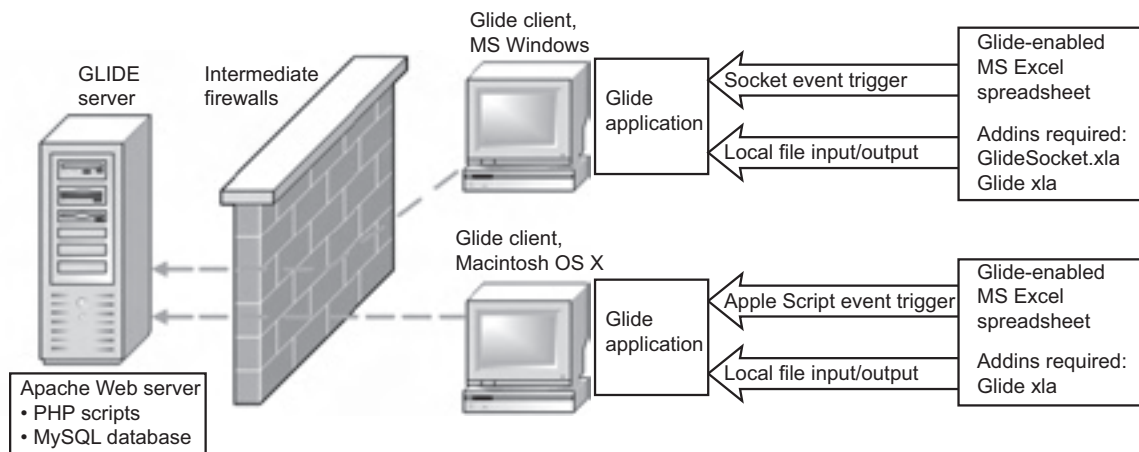 GLIDE
server
Intermediate
firewalls
Glide client,
MS Windows
Glide
application
Socket event trigger
Local file input/output
Glide-enabled
MS Excel
spreadsheet
Addins required:
GlideSocket.xla
Glide xla
Glide client,
Macintosh OS X
Glide
application
Apple Script event trigger
Local file input/output
Glide-enabled
MS Excel
spreadsheet
Addins required:
Glide xla
Apache Web server
• PHP scripts
• MySQL database